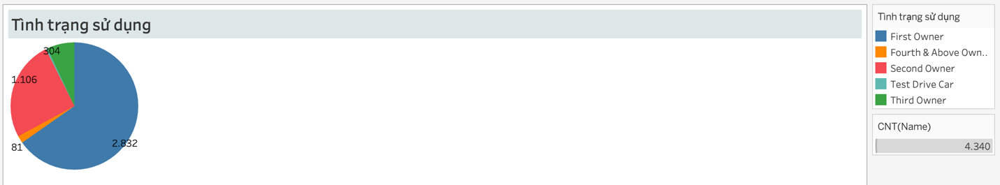 Tình trạng sử dụng
304
1.106
81
2.832
Tình trạng sử dụng
First Owner
Fourth & Above Own..
Second Owner
Test Drive Car
Third Owner
CNT(Name)
4.340